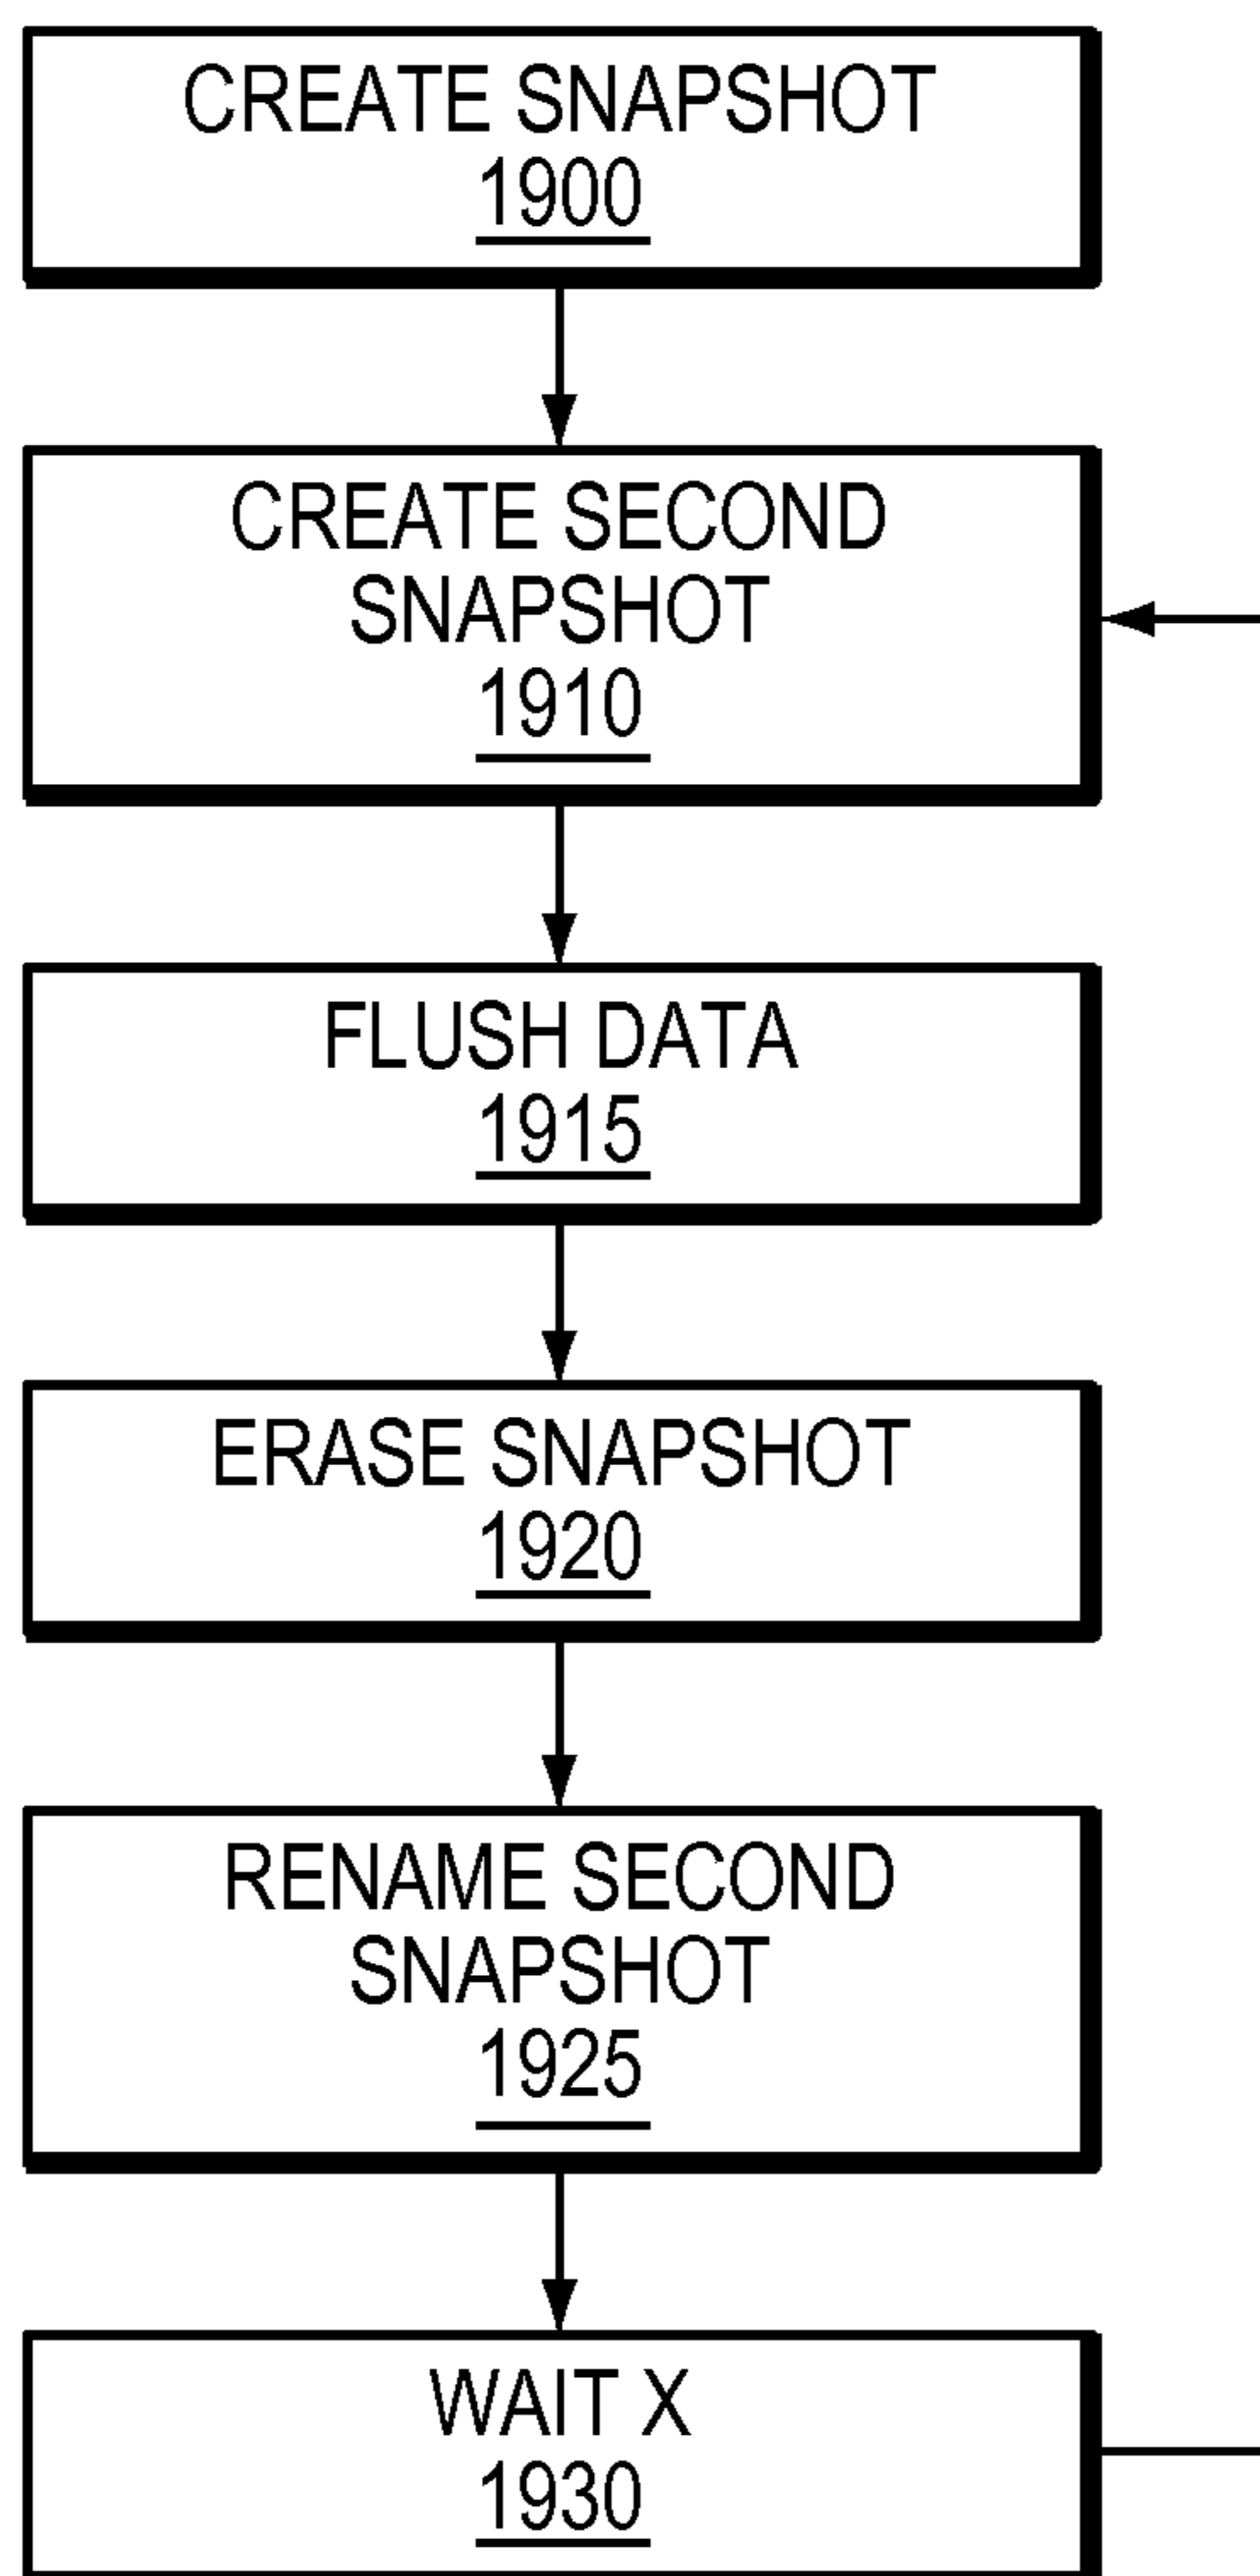 CREATE SNAPSHOT
1900
CREATE SECOND
SNAPSHOT
1910
FLUSH DATA
1915
ERASE SNAPSHOT
1920
RENAME SECOND
SNAPSHOT
1925
WAIT X
1930